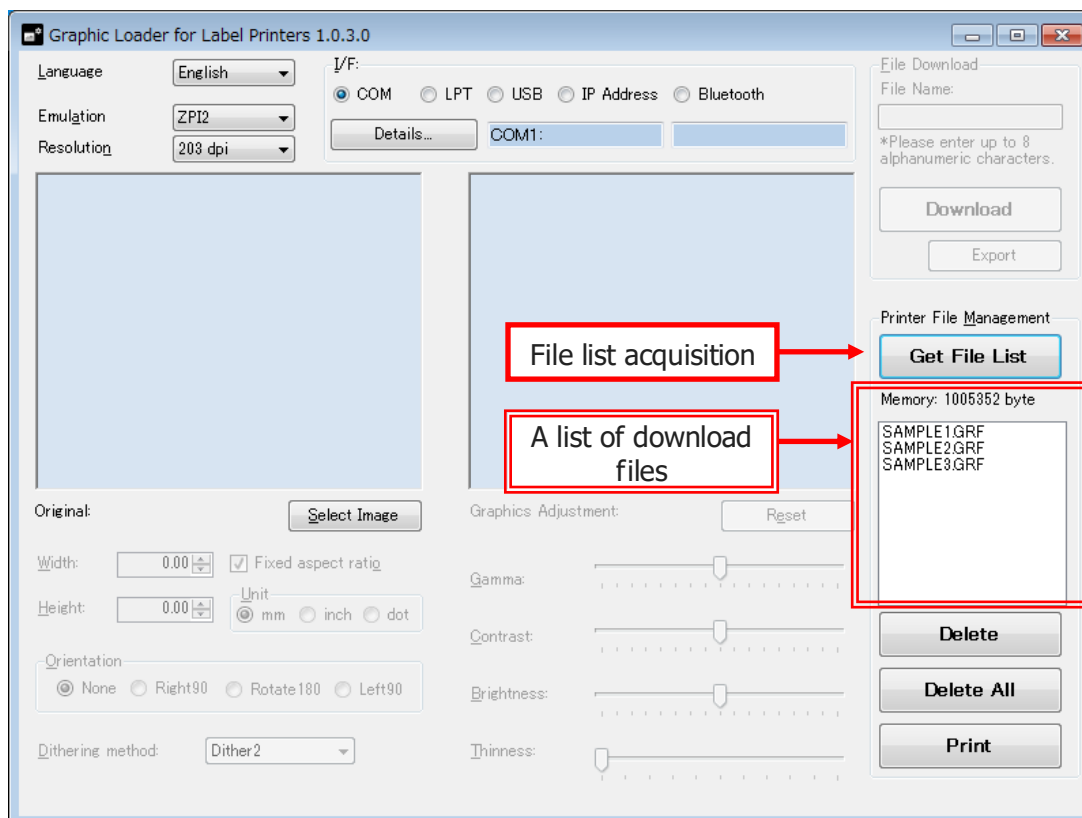 Graphic Loader for Label Printers 1.0.3.0
Language English
Emulation ZPI2
Resolution 203 dpi
I/F:
COM LPT USB IP Address Bluetooth
Details... COM1:
File Download
File Name:
*Please enter up to 8
alphanumeric characters.
Download
Export
Printer File Management
Get File List
File list acquisition
Memory: 1005352 byte
A list of download
files
SAMPLE1.GRF
SAMPLE2.GRF
SAMPLE3.GRF
Original: Select Image
Width: 0.00 Fixed aspect ratio
Height: 0.00
Unit
mm inch dot
Orientation
None Right90 Rotate180 Left90
Dithering method: Dither2
Graphics Adjustment: Reset
Gamma:
Contrast:
Brightness:
Thinness:
Delete
Delete All
Print